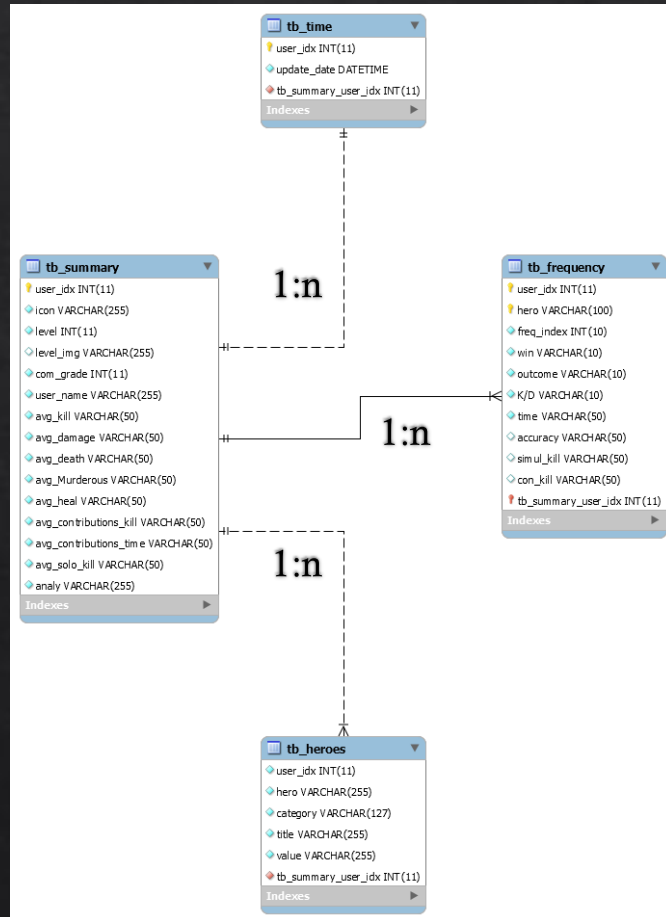 tb_time
user_idx INT(11)
update_date DATETIME
tb_summary_user_idx INT(11)
Indexes
1:n
tb_summary
user_idx INT(11)
icon VARCHAR(255)
level INT(11)
level_img VARCHAR(255)
com_grade INT(11)
user_name VARCHAR(255)
avg_kill VARCHAR(50)
avg_damage VARCHAR(50)
avg_death VARCHAR(50)
avg_Murderous VARCHAR(50)
avg_heal VARCHAR(50)
avg_contributions_kill VARCHAR(50)
avg_contributions_time VARCHAR(50)
avg_solo_kill VARCHAR(50)
analy VARCHAR(255)
Indexes
1:n
tb_frequency
user_idx INT(11)
hero VARCHAR(100)
freq_index INT(10)
win VARCHAR(10)
outcome VARCHAR(10)
K/D VARCHAR(10)
time VARCHAR(50)
accuracy VARCHAR(50)
simul_kill VARCHAR(50)
con_kill VARCHAR(50)
tb_summary_user_idx INT(11)
Indexes
1:n
tb_heroes
user_idx INT(11)
hero VARCHAR(255)
category VARCHAR(127)
title VARCHAR(255)
value VARCHAR(255)
tb_summary_user_idx INT(11)
Indexes